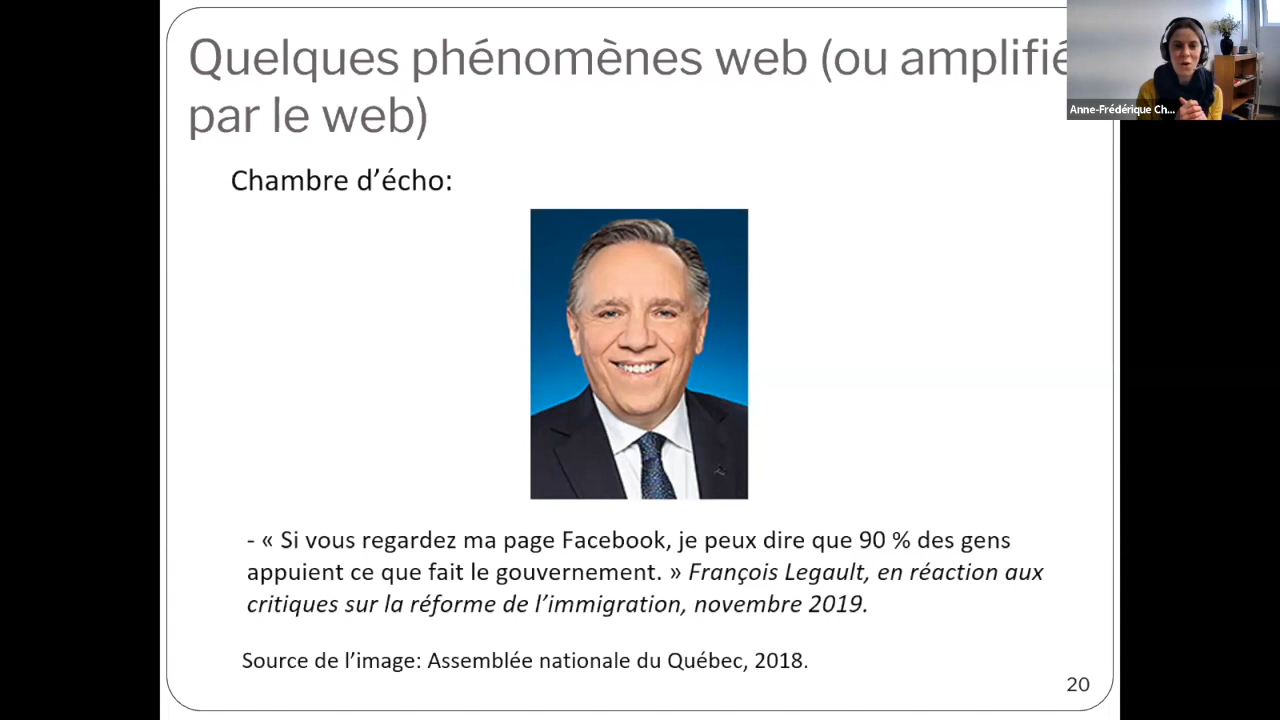 Quelques phénomènes web (ou amplifié
par le web)
Anne-Frédérique Ch...
Chambre d’écho:
- « Si vous regardez ma page Facebook, je peux dire que 90 % des gens
appuient ce que fait le gouvernement. » François Legault, en réaction aux
critiques sur la réforme de l’immigration, novembre 2019.
Source de l’image: Assemblée nationale du Québec, 2018.
20